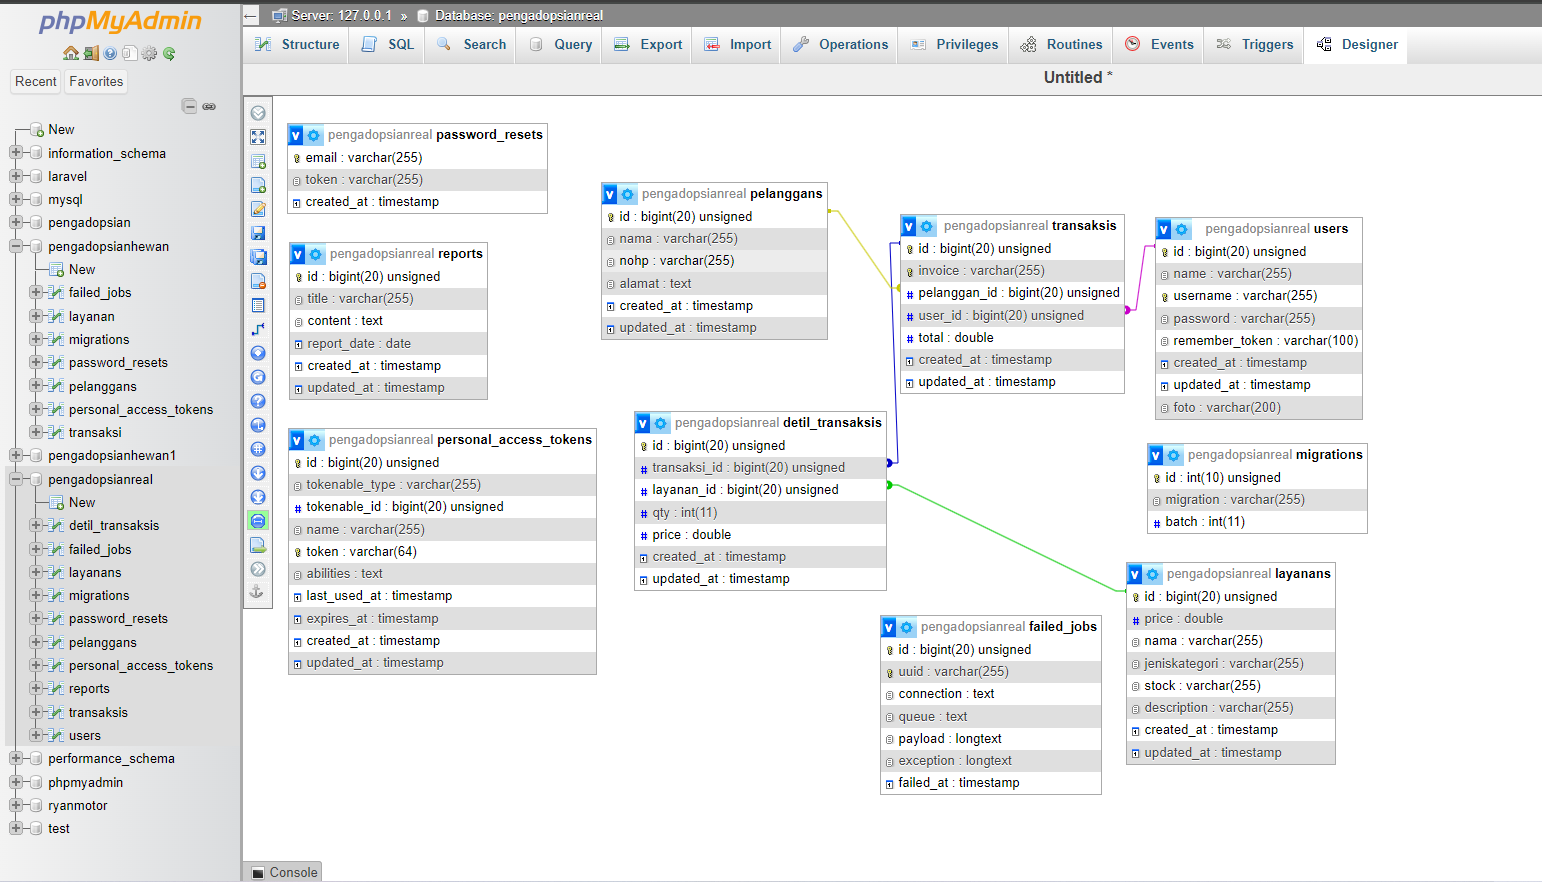 phpMyAdmin
Recent
Favorites
New
information_schema
laravel
mysql
pengadopsian
pengadopsianhewan
New
failed_jobs
layanan
migrations
password_resets
pelanggans
personal_access_tokens
transaksi
pengadopsianhewan1
pengadopsianreal
New
detil_transaksis
failed_jobs
layanans
migrations
password_resets
pelanggans
personal_access_tokens
reports
transaksis
users
performance_schema
phpmyadmin
ryanmotor
test
Server: 127.0.0.1 » Database: pengadopsianreal
Structure
SQL
Search
Query
Export
Import
Operations
Privileges
Routines
Events
Triggers
Designer
Untitled *
v pengadopsianreal password_resets
email : varchar(255)
token : varchar(255)
created_at : timestamp
v pengadopsianreal reports
id : bigint(20) unsigned
title : varchar(255)
content : text
report_date : date
created_at : timestamp
updated_at : timestamp
v pengadopsianreal personal_access_tokens
id : bigint(20) unsigned
tokenable_type : varchar(255)
# tokenable_id : bigint(20) unsigned
name : varchar(255)
token : varchar(64)
abilities : text
last_used_at : timestamp
expires_at : timestamp
created_at : timestamp
updated_at : timestamp
v pengadopsianreal pelanggans
id : bigint(20) unsigned
nama : varchar(255)
nohp : varchar(255)
alamat : text
created_at : timestamp
updated_at : timestamp
v pengadopsianreal detil_transaksis
id : bigint(20) unsigned
# transaksi_id : bigint(20) unsigned
# layanan_id : bigint(20) unsigned
# qty : int(11)
# price : double
created_at : timestamp
updated_at : timestamp
v pengadopsianreal transaksis
id : bigint(20) unsigned
invoice : varchar(255)
# pelanggan_id : bigint(20) unsigned
# user_id : bigint(20) unsigned
# total : double
created_at : timestamp
updated_at : timestamp
v pengadopsianreal users
id : bigint(20) unsigned
name : varchar(255)
username : varchar(255)
password : varchar(255)
remember_token : varchar(100)
created_at : timestamp
updated_at : timestamp
foto : varchar(200)
v pengadopsianreal migrations
id : int(10) unsigned
migration : varchar(255)
# batch : int(11)
v pengadopsianreal failed_jobs
id : bigint(20) unsigned
uuid : varchar(255)
connection : text
queue : text
payload : longtext
exception : longtext
failed_at : timestamp
v pengadopsianreal layanans
id : bigint(20) unsigned
# price : double
nama : varchar(255)
jeniskategori : varchar(255)
stock : varchar(255)
description : varchar(255)
created_at : timestamp
updated_at : timestamp
Console